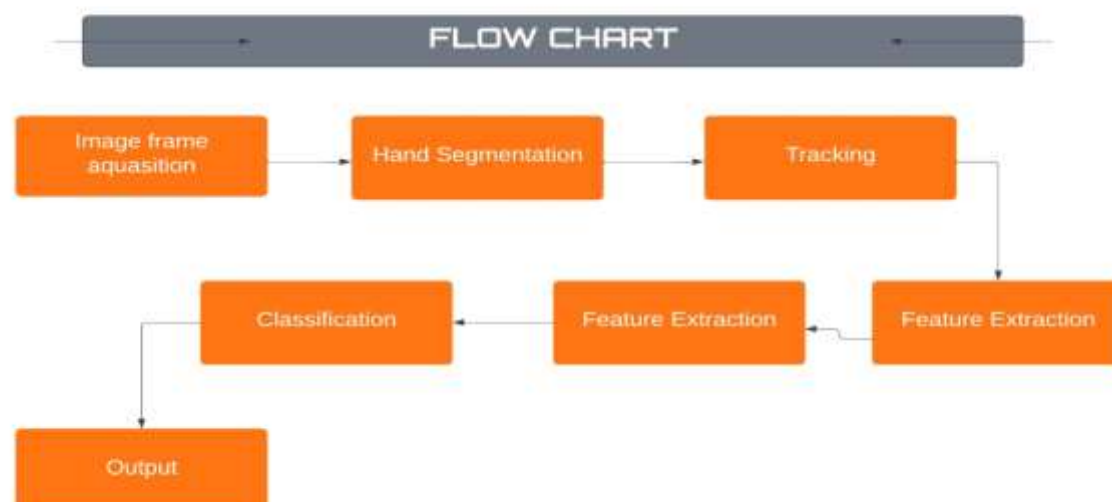 FLOW CHART
Image frame
aquasition
Hand Segmentation
Tracking
Feature Extraction
Feature Extraction
Classification
Output